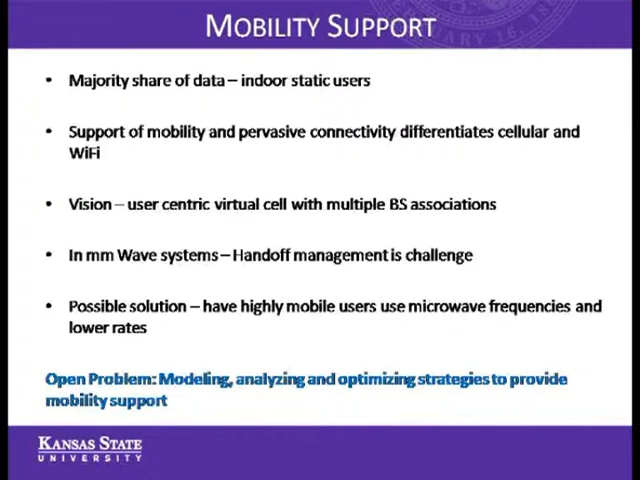 MOBILITY SUPPORT
• Majority share of data – indoor static users
• Support of mobility and pervasive connectivity differentiates cellular and
WiFi
• Vision – user centric virtual cell with multiple BS associations
• In mm Wave systems – Handoff management is challenge
• Possible solution – have highly mobile users use microwave frequencies and
lower rates
Open Problem: Modeling, analyzing and optimizing strategies to provide
mobility support
KANSAS STATE
UNIVERSITY